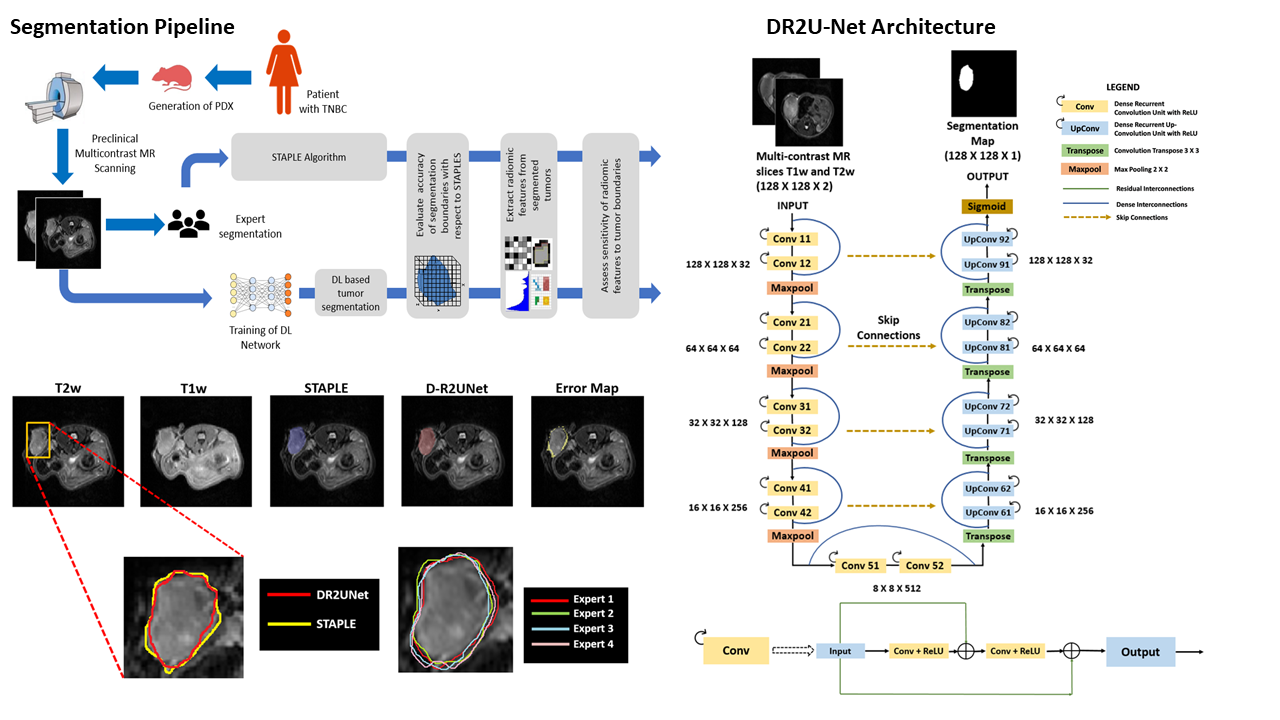 Segmentation Pipeline
Patient
with TNBC
Generation of PDX
Preclinical
Multicontrast MR
Scanning
STAPLE Algorithm
Expert
segmentation
Evaluate accuracy
of segmentation
boundaries with
respect to STAPLES
Extract radiomic
features from
segmented
tumors
Assess sensitivity of radiomic
features to tumor boundaries
DL based
tumor
segmentation
Training of DL
Network
T2w
T1w
STAPLE
D-R2UNet
Error Map
DR2UNet
STAPLE
Expert 1
Expert 2
Expert 3
Expert 4
DR2U-Net Architecture
Multi-contrast MR
slices T1w and T2w
(128 X 128 X 2)
INPUT
Conv 11
Conv 12
128 X 128 X 32
Maxpool
Conv 21
Conv 22
64 X 64 X 64
Maxpool
Conv 31
Conv 32
32 X 32 X 128
Maxpool
Conv 41
Conv 42
16 X 16 X 256
Maxpool
Conv 51
Conv 52
8 X 8 X 512
Skip
Connections
Segmentation
Map
(128 X 128 X 1)
OUTPUT
Sigmoid
UpConv 92
UpConv 91
128 X 128 X 32
Transpose
UpConv 82
UpConv 81
64 X 64 X 64
Transpose
UpConv 72
UpConv 71
32 X 32 X 128
Transpose
UpConv 62
UpConv 61
16 X 16 X 256
Transpose
LEGEND
Conv
Dense Recurrent
Convolution Unit with ReLU
UpConv
Dense Recurrent Up-
Convolution Unit with ReLU
Transpose
Convolution Transpose 3 X 3
Maxpool
Max Pooling 2 X 2
Residual Interconnections
Dense Interconnections
Skip Connections
Conv
Input
Conv + ReLU
Conv + ReLU
Output